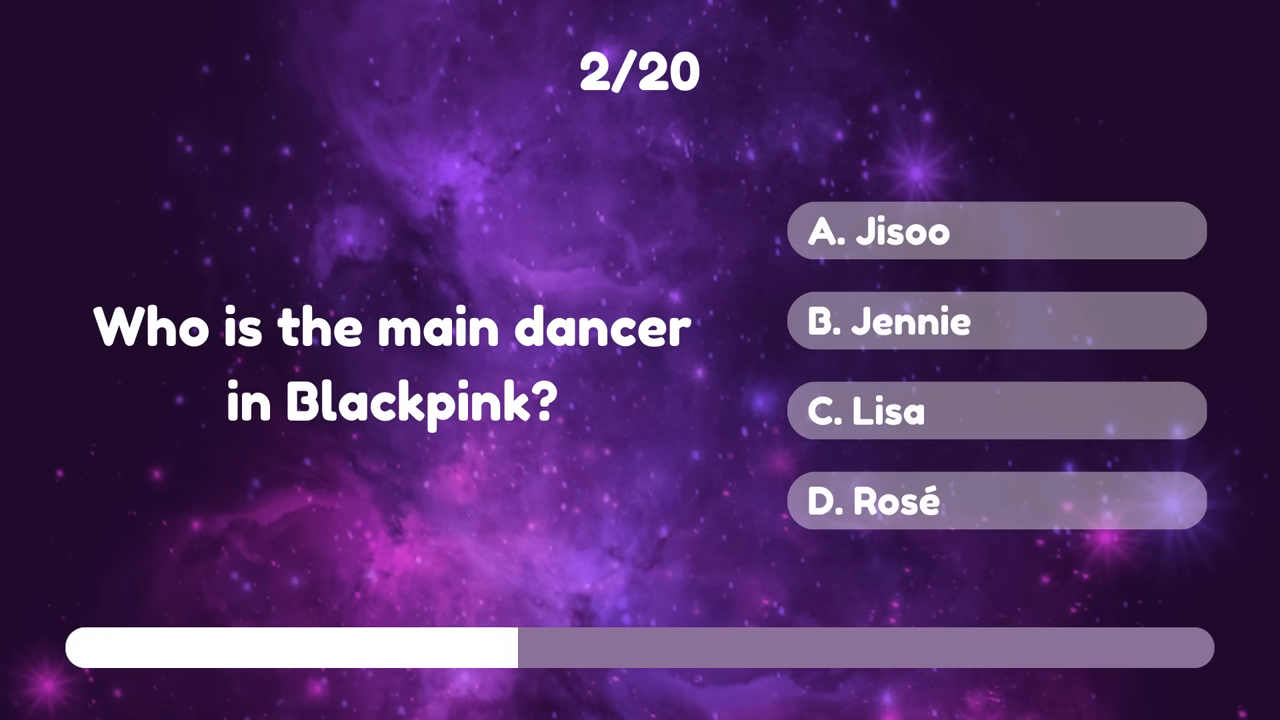 2/20
Who is the main dancer
in Blackpink?
A. Jisoo
B. Jennie
C. Lisa
D. Rosé